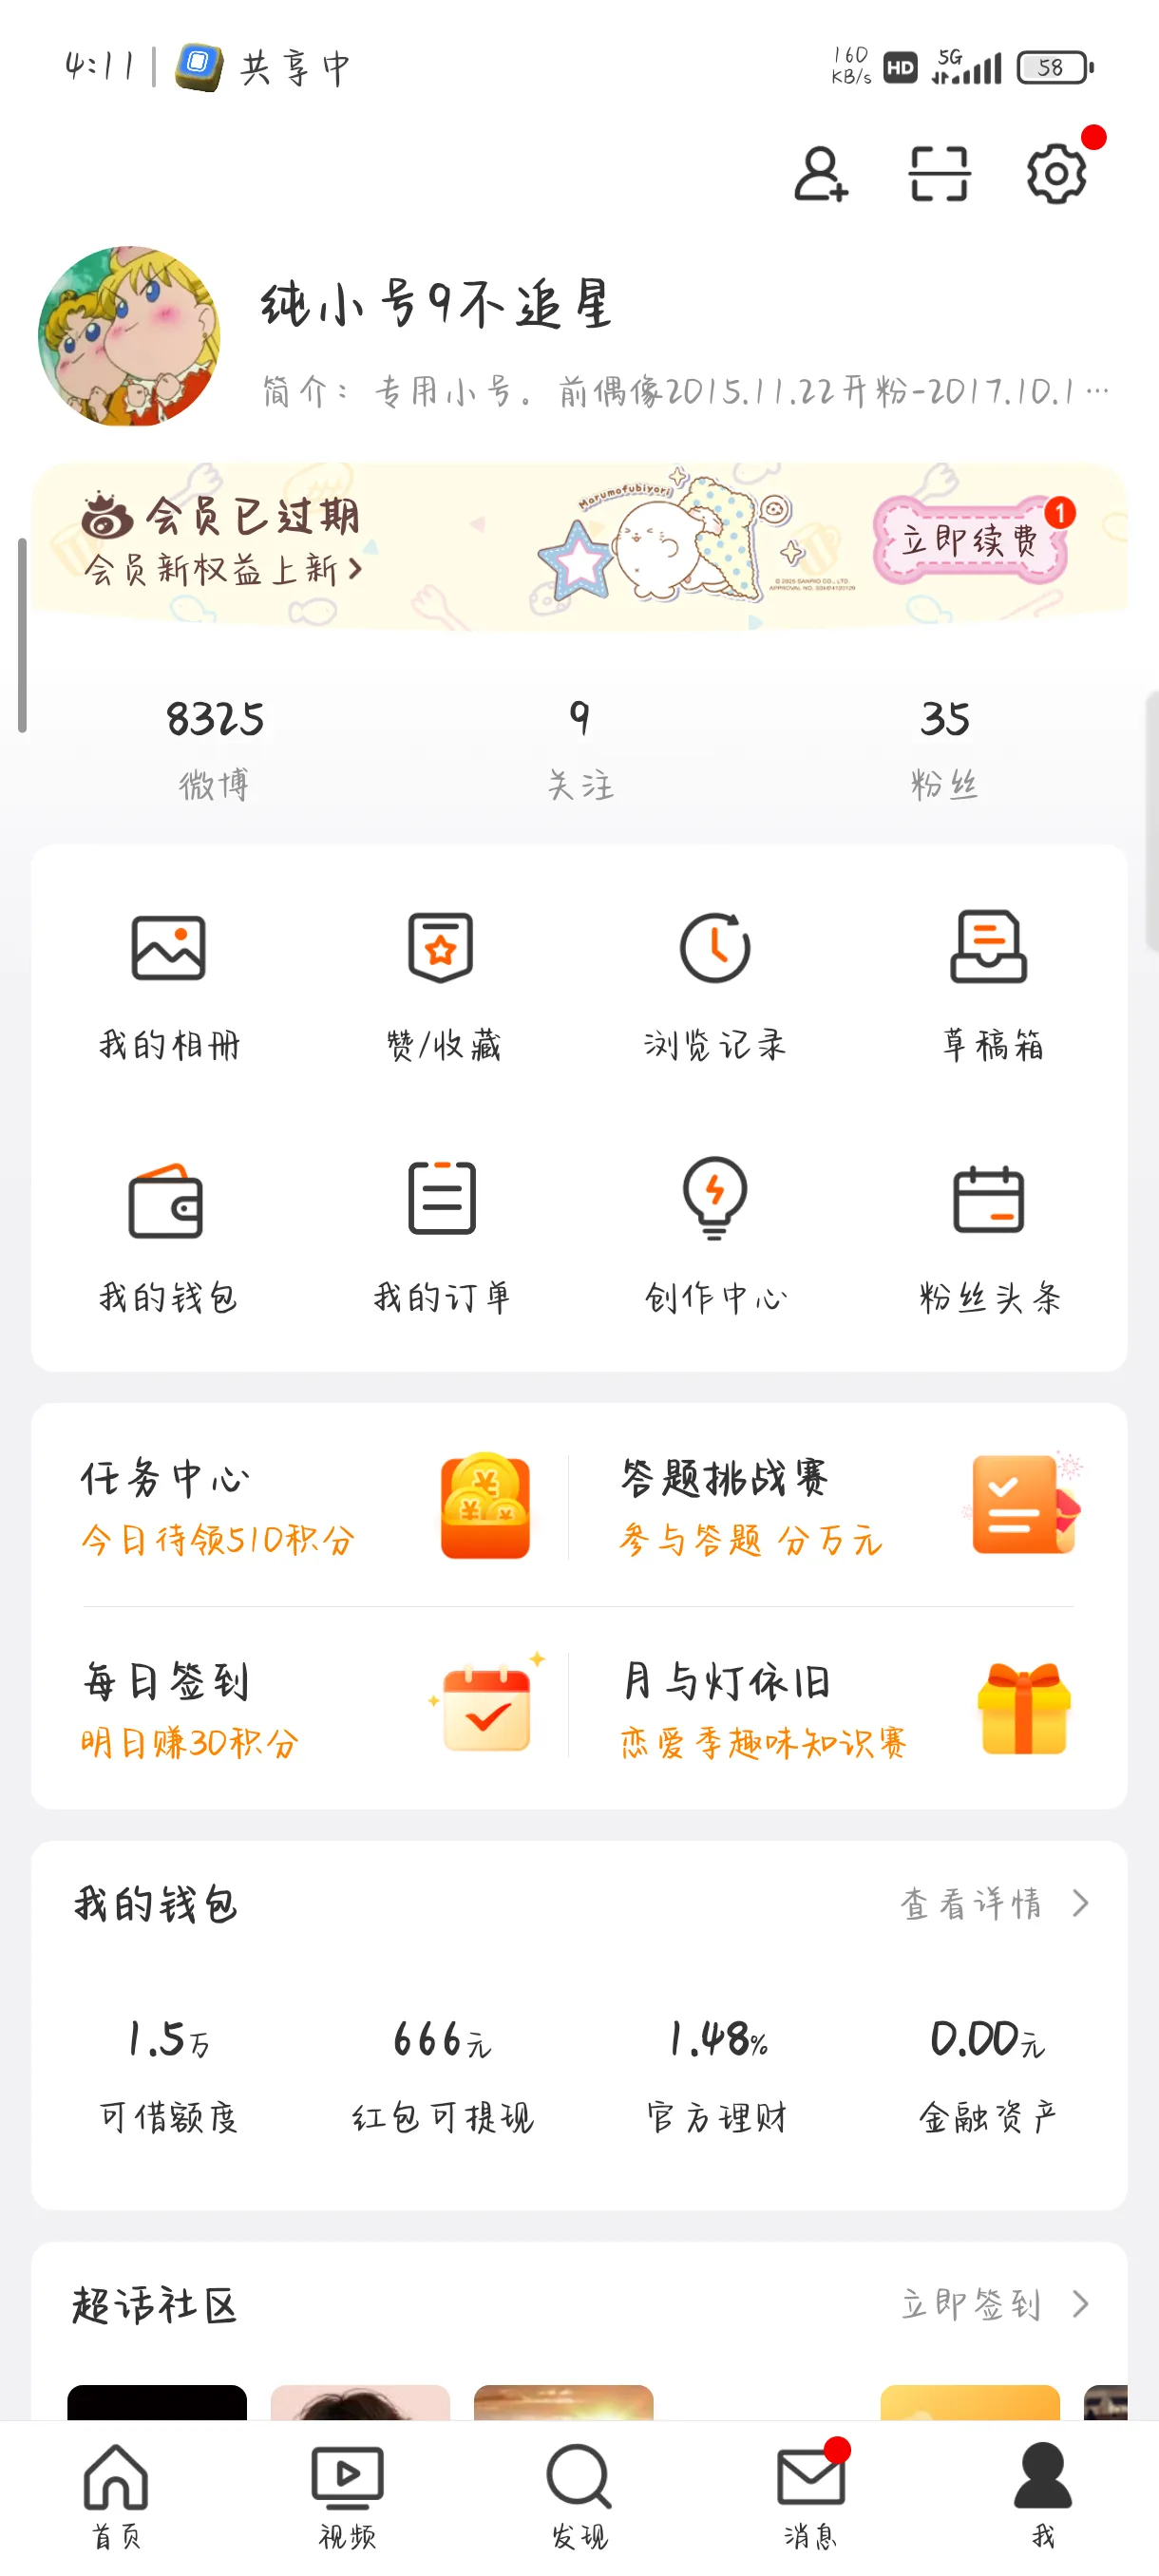 4:11 共享中 160 KB/s HD 5G 58
纯小号9不追星
简介：专用小号。前偶像2015.11.22开粉-2017.10.1…
会员已过期
会员新权益上新
Marumofubiyori
立即续费 1
8325 9 35
微博 关注 粉丝
我的相册 赞/收藏 浏览记录 草稿箱
我的钱包 我的订单 创作中心 粉丝头条
任务中心 答题挑战赛
今日待领510积分 参与答题 分万元
每日签到 月与灯依旧
明日赚30积分 恋爱季趣味知识赛
我的钱包 查看详情
1.5万 666元 1.48% 0.00元
可借额度 红包可提现 官方理财 金融资产
超话社区 立即签到
首页 视频 发现 消息 我